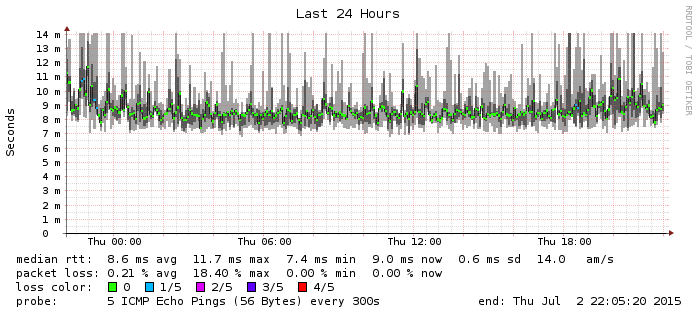 Last 24 Hours
RRDTOOL / TOBI OETIKER
Seconds
14 m
13 m
12 m
11 m
10 m
9 m
8 m
7 m
6 m
5 m
4 m
3 m
2 m
1 m
0
Thu 00:00 Thu 06:00 Thu 12:00 Thu 18:00
median rtt: 8.6 ms avg 11.7 ms max 7.4 ms min 9.0 ms now 0.6 ms sd 14.0 am/s
packet loss: 0.21 % avg 18.40 % max 0.00 % min 0.00 % now
loss color: 0 1/5 2/5 3/5 4/5
probe: 5 ICMP Echo Pings (56 Bytes) every 300s end: Thu Jul 2 22:05:20 2015